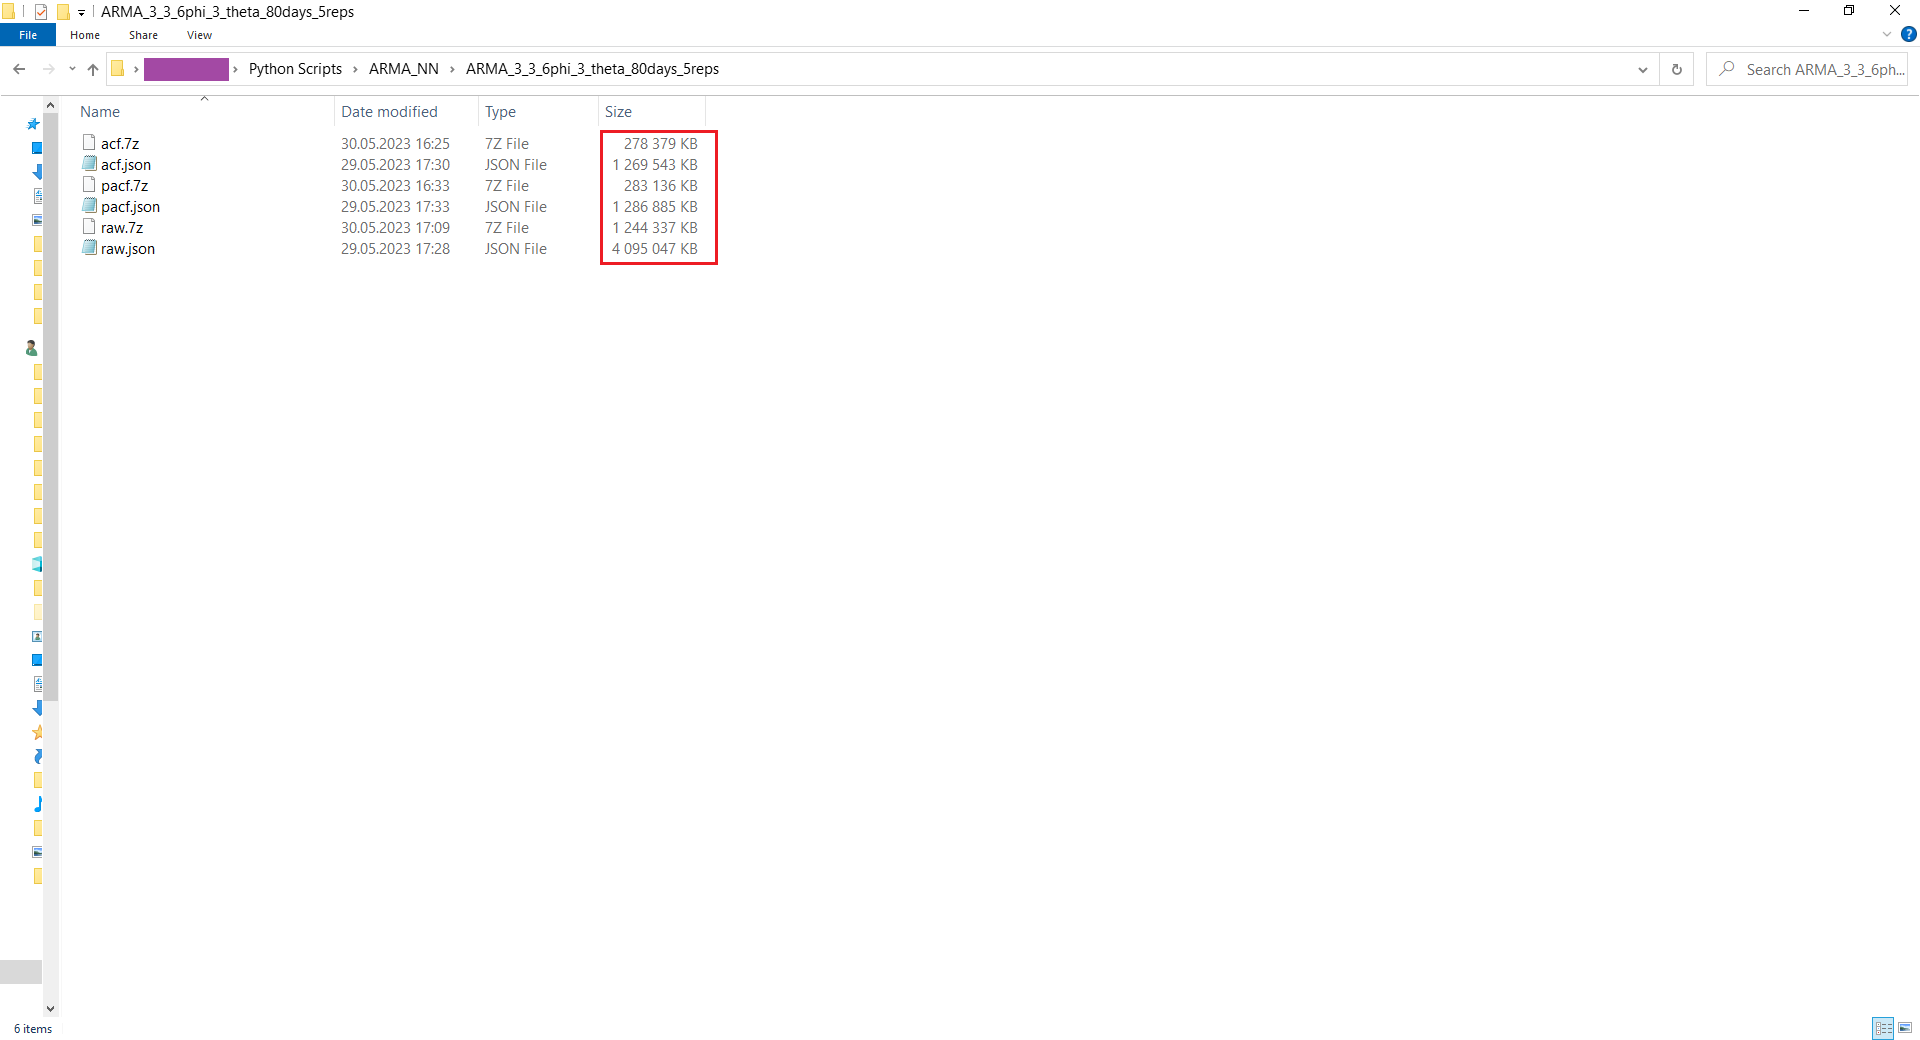 ARMA_3_3_6phi_3_theta_80days_5reps
File Home Share View
Python Scripts ARMA_NN ARMA_3_3_6phi_3_theta_80days_5reps Search ARMA_3_3_6ph...
Name Date modified Type Size
acf.7z 30.05.2023 16:25 7Z File 278 379 KB
acf.json 29.05.2023 17:30 JSON File 1 269 543 KB
pacf.7z 30.05.2023 16:33 7Z File 283 136 KB
pacf.json 29.05.2023 17:33 JSON File 1 286 885 KB
raw.7z 30.05.2023 17:09 7Z File 1 244 337 KB
raw.json 29.05.2023 17:28 JSON File 4 095 047 KB
6 items